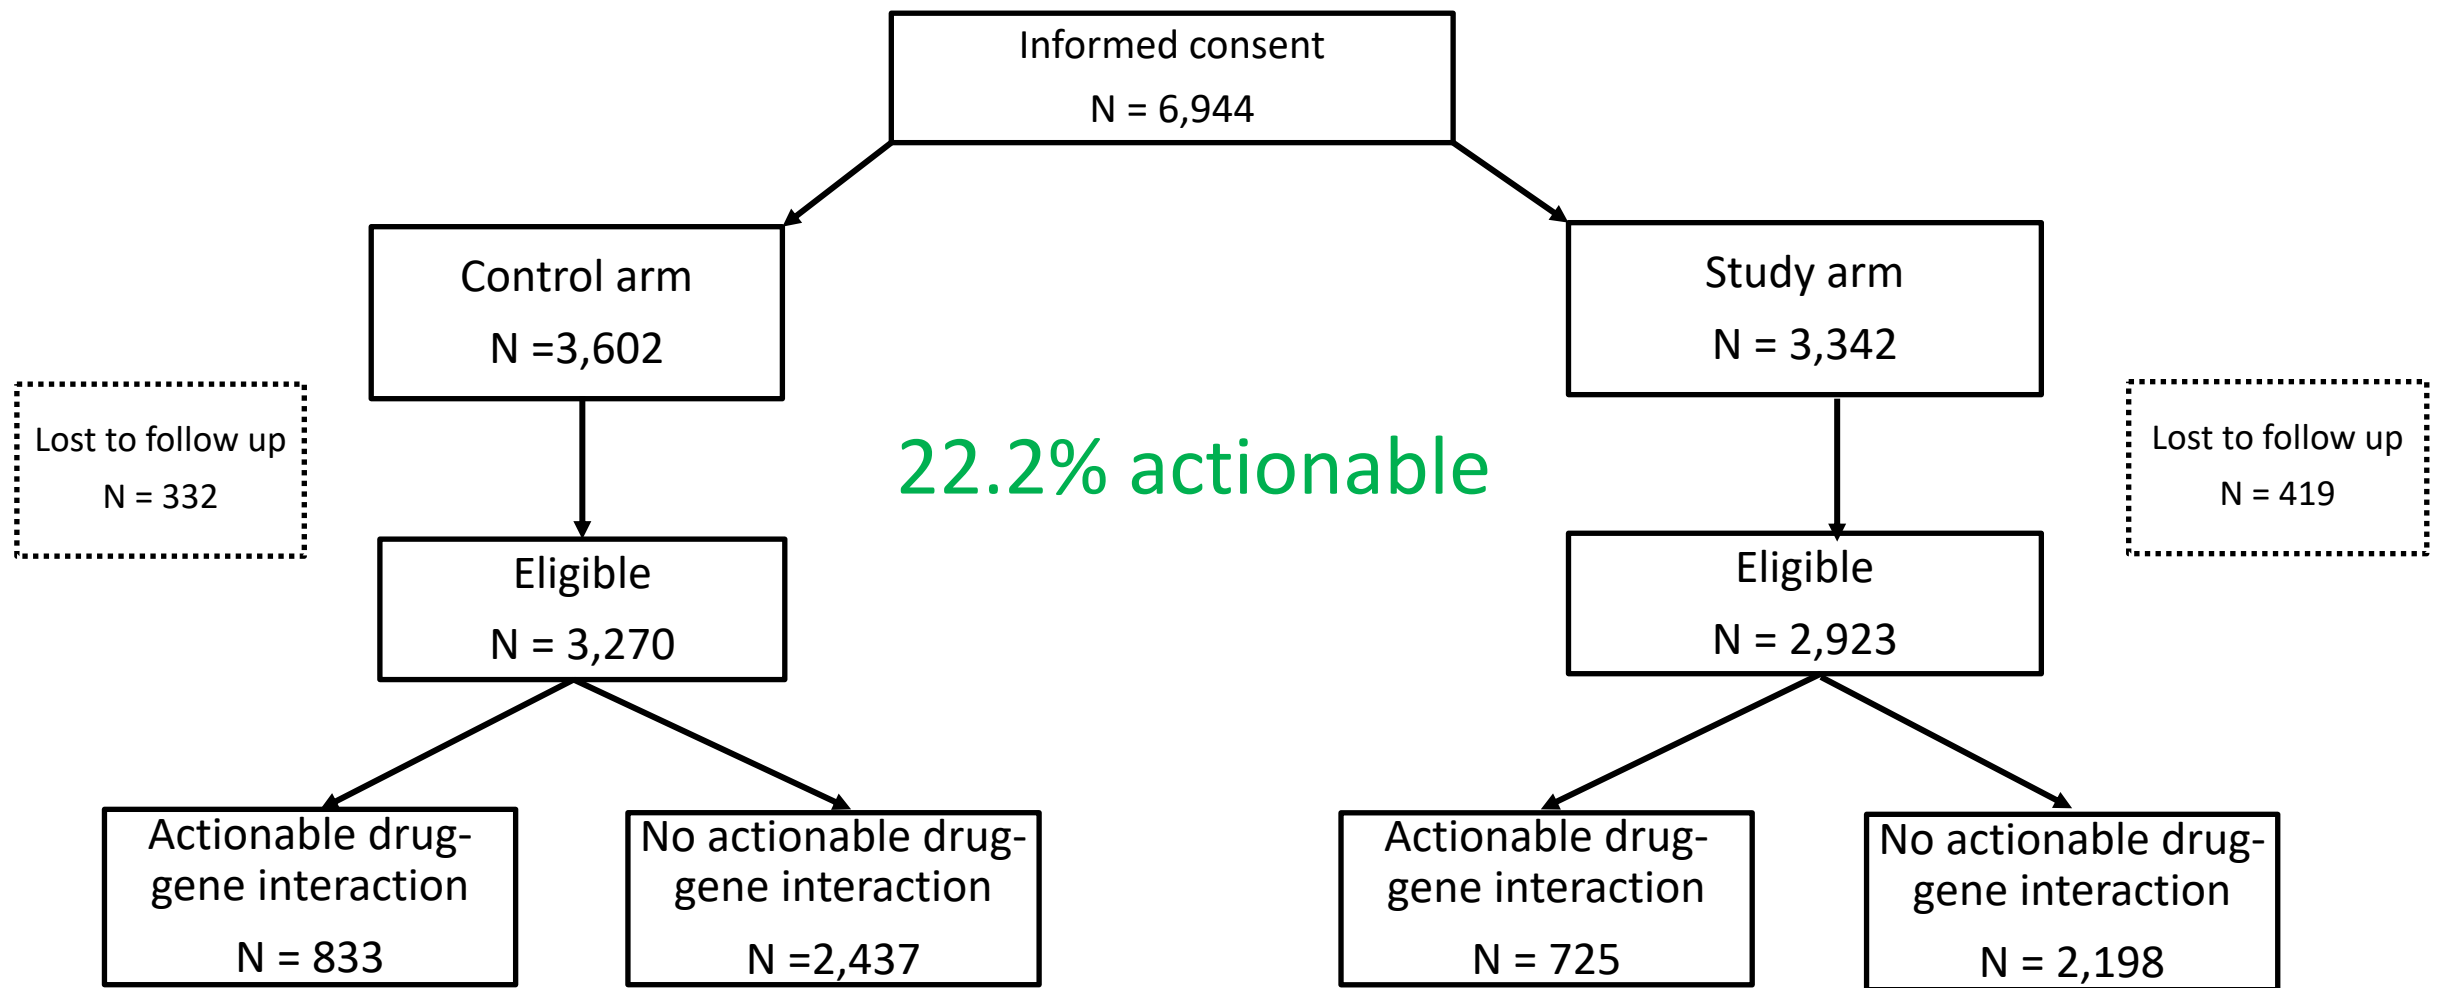 Informed consent
N = 6,944
Control arm
N =3,602
Study arm
N = 3,342
Lost to follow up
N = 332
22.2% actionable
Lost to follow up
N = 419
Eligible
N = 3,270
Eligible
N = 2,923
Actionable drug-
gene interaction
N = 833
No actionable drug-
gene interaction
N =2,437
Actionable drug-
gene interaction
N = 725
No actionable drug-
gene interaction
N = 2,198